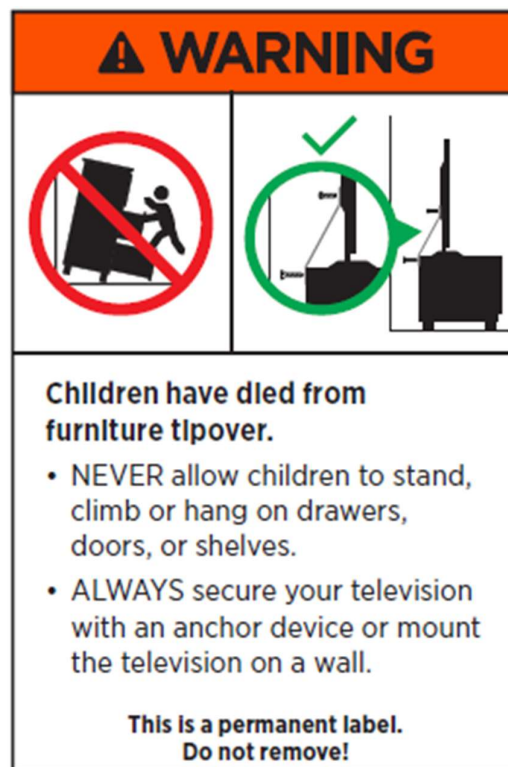 WARNING
Children have died from
furniture tipover.
• NEVER allow children to stand,
climb or hang on drawers,
doors, or shelves.
• ALWAYS secure your television
with an anchor device or mount
the television on a wall.
This is a permanent label.
Do not remove!